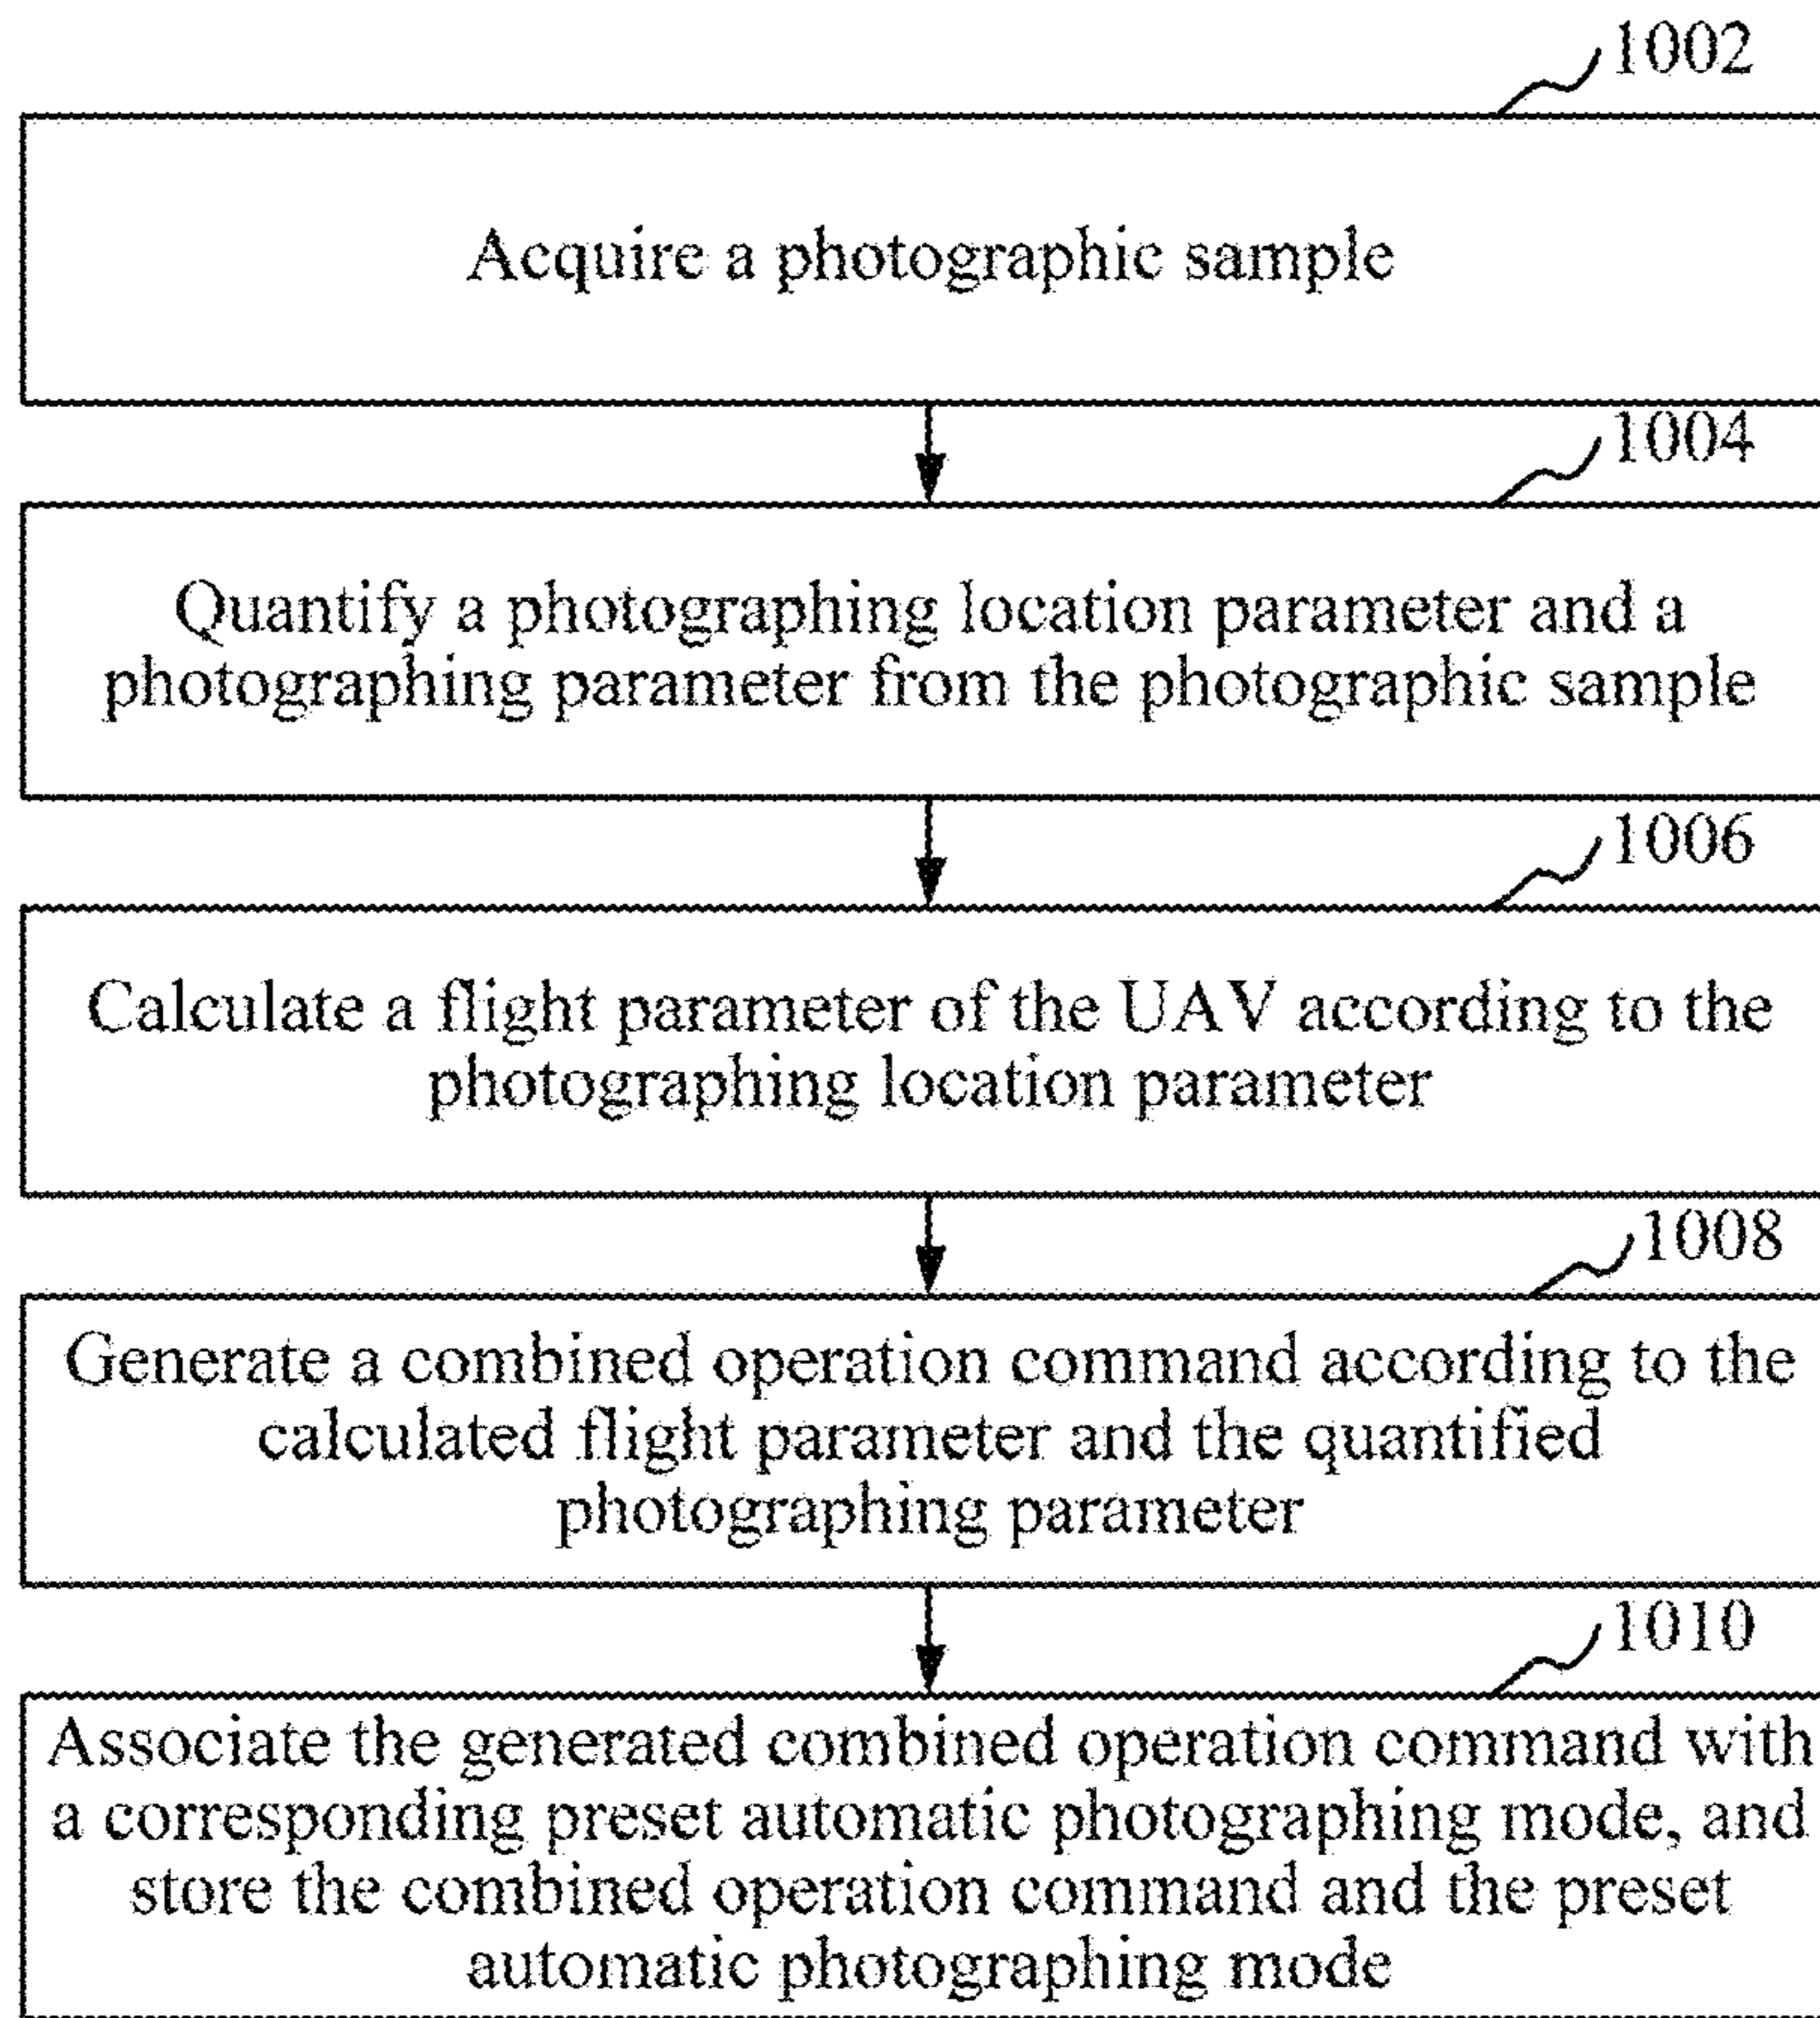 1002
Acquire a photographic sample
1004
Quantify a photographing location parameter and a
photographing parameter from the photographic sample
1006
Calculate a flight parameter of the UAV according to the
photographing location parameter
1008
Generate a combined operation command according to the
calculated flight parameter and the quantified
photographing parameter
1010
Associate the generated combined operation command with
a corresponding preset automatic photographing mode, and
store the combined operation command and the preset
automatic photographing mode